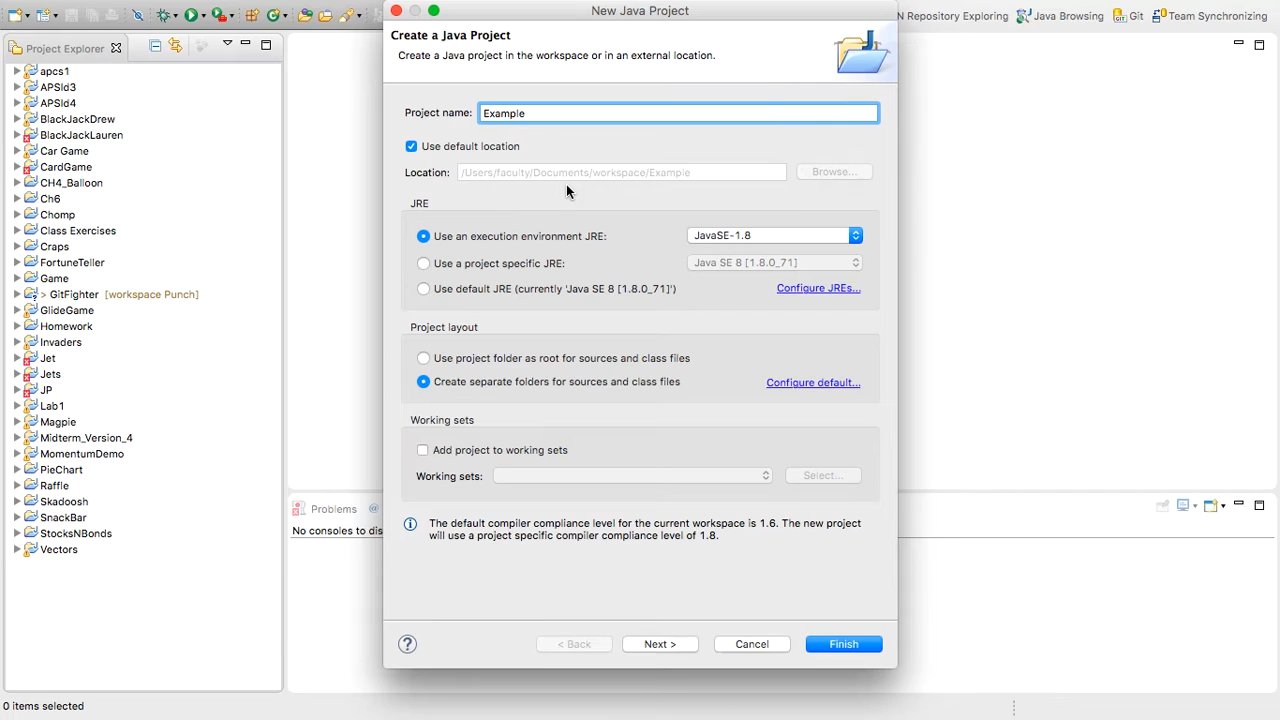 New Java Project
N Repository Exploring
Java Browsing
Git
Team Synchronizing
Project Explorer
apcs1
APSId3
APSId4
BlackJackDrew
BlackJackLauren
Car Game
CardGame
CH4_Balloon
Ch6
Chomp
Class Exercises
Craps
FortuneTeller
Game
> GitFighter [workspace Punch]
GlideGame
Homework
Invaders
Jet
Jets
JP
Lab1
Magpie
Midterm_Version_4
MomentumDemo
PieChart
Raffle
Skadoosh
SnackBar
StocksNBonds
Vectors
Create a Java Project
Create a Java project in the workspace or in an external location.
Project name: Example
Use default location
Location: /Users/faculty/Documents/workspace/Example Browse...
JRE
Use an execution environment JRE: JavaSE-1.8
Use a project specific JRE: Java SE 8 [1.8.0_71]
Use default JRE (currently 'Java SE 8 [1.8.0_71]') Configure JREs...
Project layout
Use project folder as root for sources and class files
Create separate folders for sources and class files Configure default...
Working sets
Add project to working sets
Working sets: Select...
The default compiler compliance level for the current workspace is 1.6. The new project
will use a project specific compiler compliance level of 1.8.
? < Back Next > Cancel Finish
Problems @
No consoles to dis
0 items selected